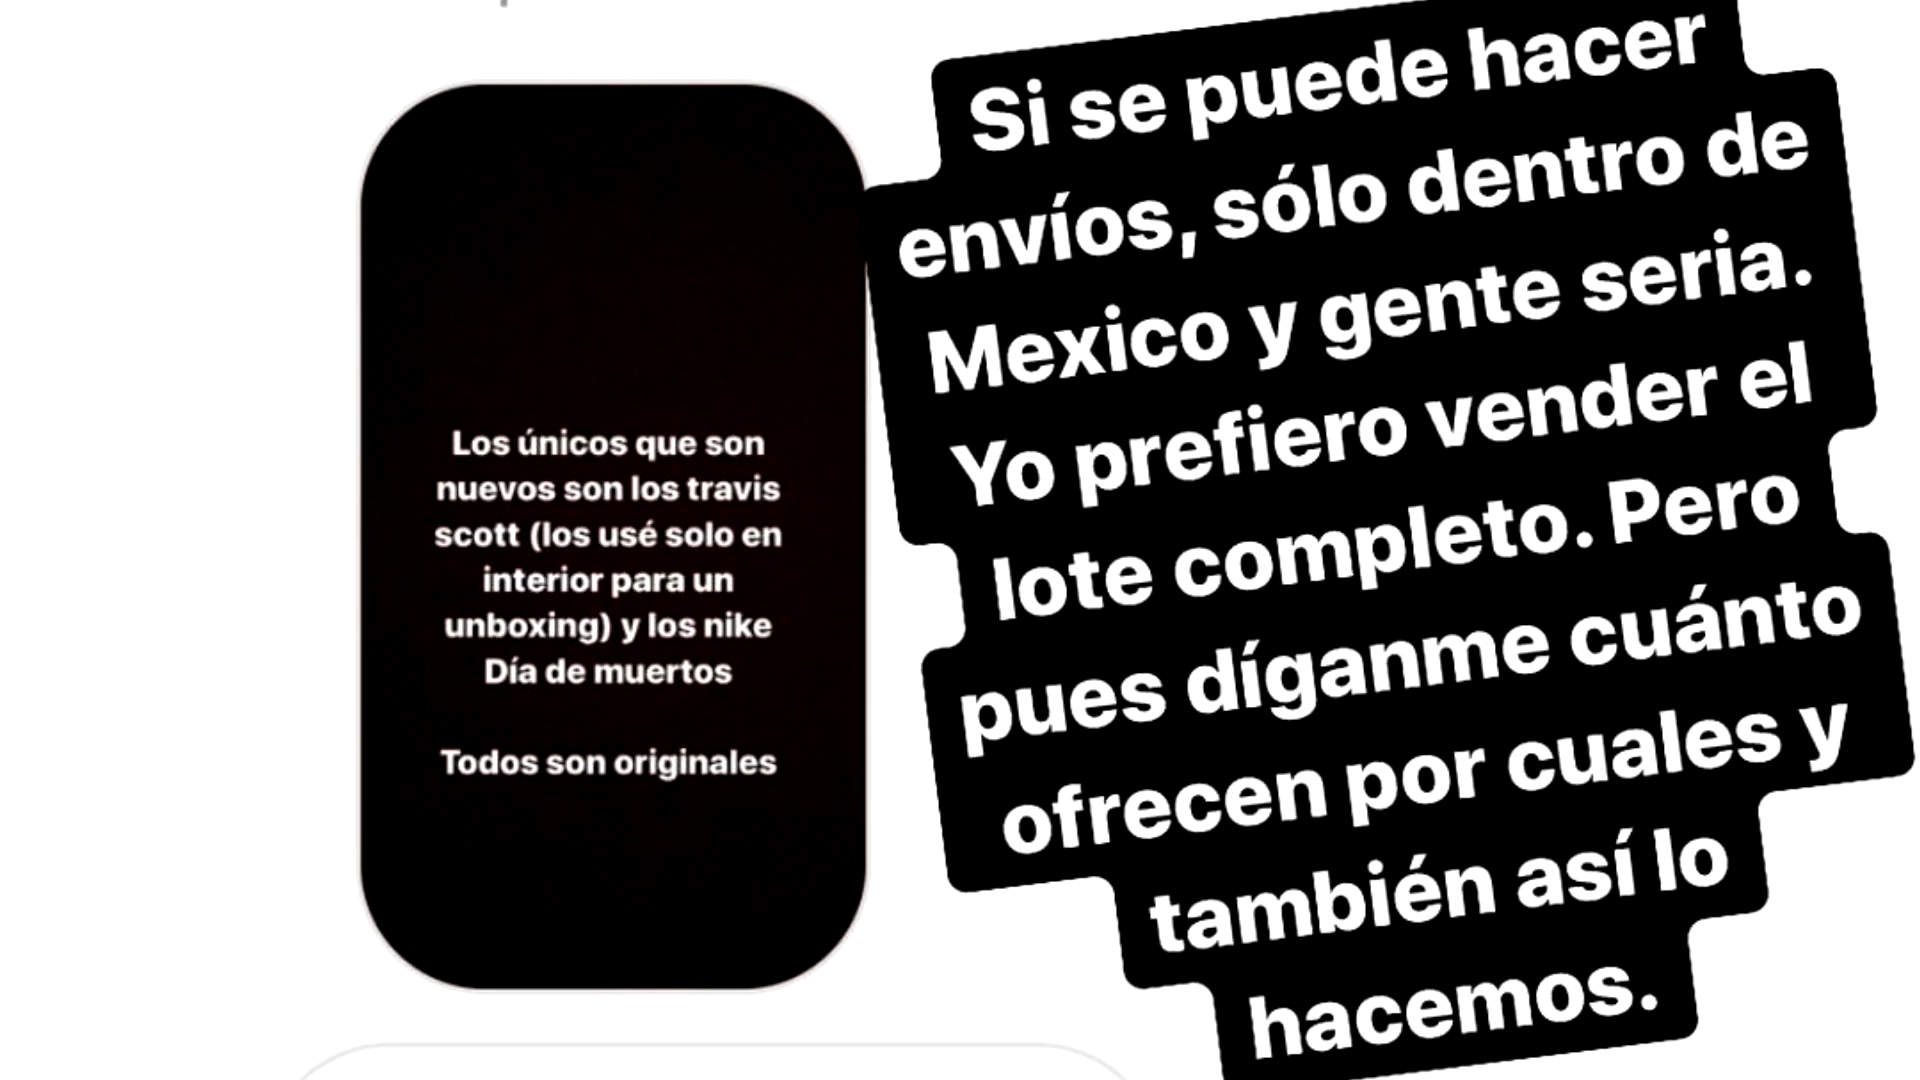 Los únicos que son
nuevos son los travis
scott (los usé solo en
interior para un
unboxing) y los nike
Día de muertos
Todos son originales
Si se puede hacer
envíos, sólo dentro de
Mexico y gente seria.
Yo prefiero vender el
lote completo. Pero
pues díganme cuánto
ofrecen por cuales y
también así lo
hacemos.